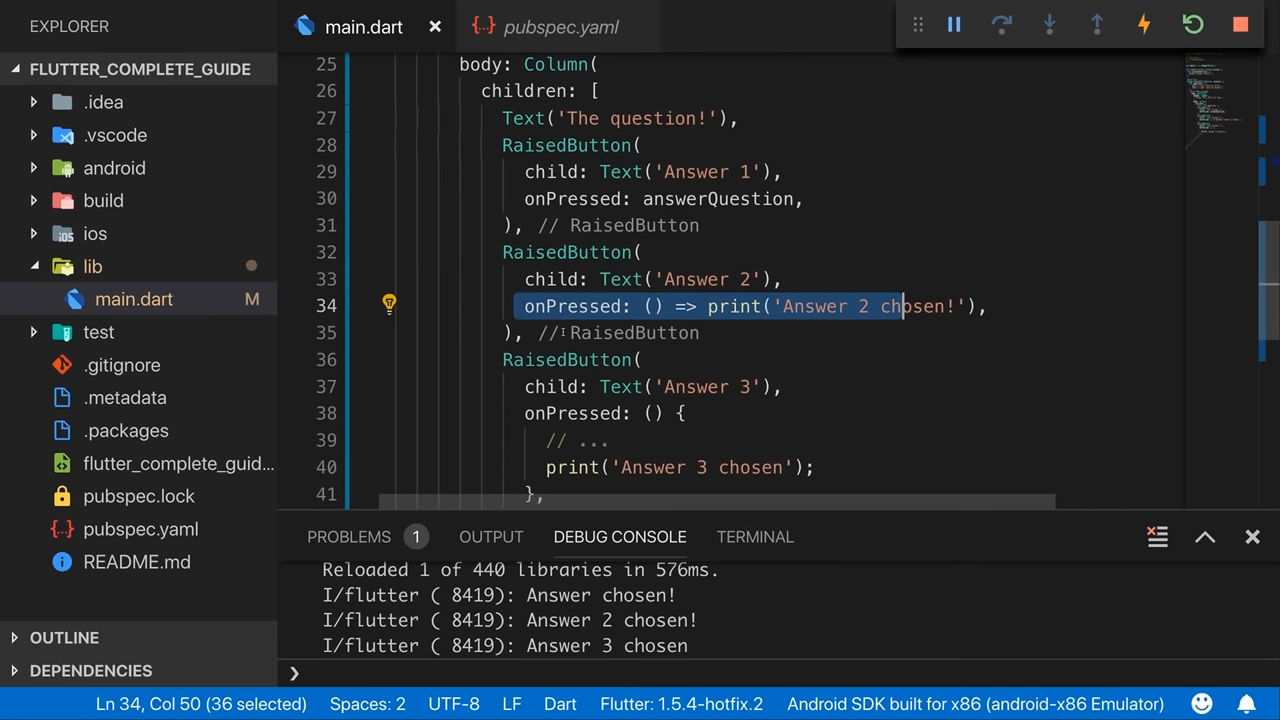 EXPLORER
main.dart
pubspec.yaml
FLUTTER_COMPLETE_GUIDE
.idea
.vscode
android
build
ios
lib
main.dart M
test
.gitignore
.metadata
.packages
flutter_complete_guid...
pubspec.lock
pubspec.yaml
README.md
OUTLINE
DEPENDENCIES
25 body: Column(
26 children: [
27 Text('The question!'),
28 RaisedButton(
29 child: Text('Answer 1'),
30 onPressed: answerQuestion,
31 ), // RaisedButton
32 RaisedButton(
33 child: Text('Answer 2'),
34 onPressed: () => print('Answer 2 chosen!'),
35 ), // RaisedButton
36 RaisedButton(
37 child: Text('Answer 3'),
38 onPressed: () {
39 // ...
40 print('Answer 3 chosen');
41 },
PROBLEMS 1 OUTPUT DEBUG CONSOLE TERMINAL
Reloaded 1 of 440 libraries in 576ms.
I/flutter ( 8419): Answer chosen!
I/flutter ( 8419): Answer 2 chosen!
I/flutter ( 8419): Answer 3 chosen
Ln 34, Col 50 (36 selected) Spaces: 2 UTF-8 LF Dart Flutter: 1.5.4-hotfix.2 Android SDK built for x86 (android-x86 Emulator)